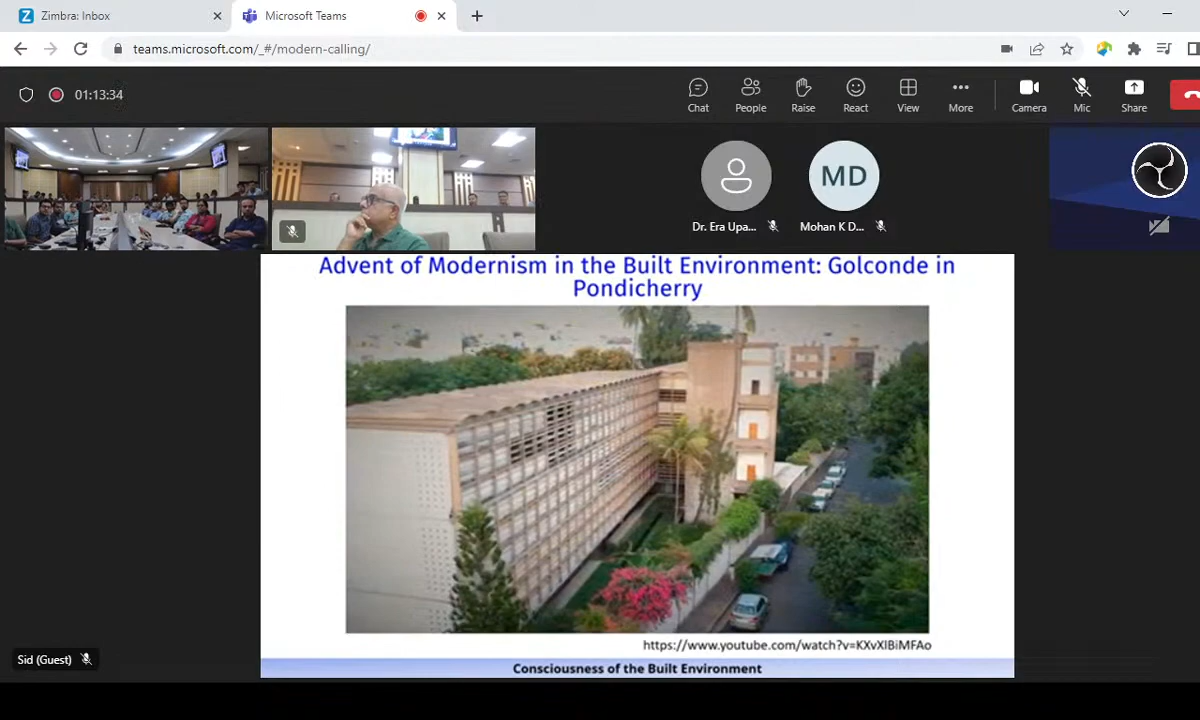 Zimbra: Inbox
Microsoft Teams
teams.microsoft.com/_#/modern-calling/
01:13:34
Chat
People
Raise
React
View
More
Camera
Mic
Share
Dr. Era Upa...
MD
Mohan K D...
Advent of Modernism in the Built Environment: Golconde in
Pondicherry
https://www.youtube.com/watch?v=KXvXlBiMFAo
Consciousness of the Built Environment
Sid (Guest)